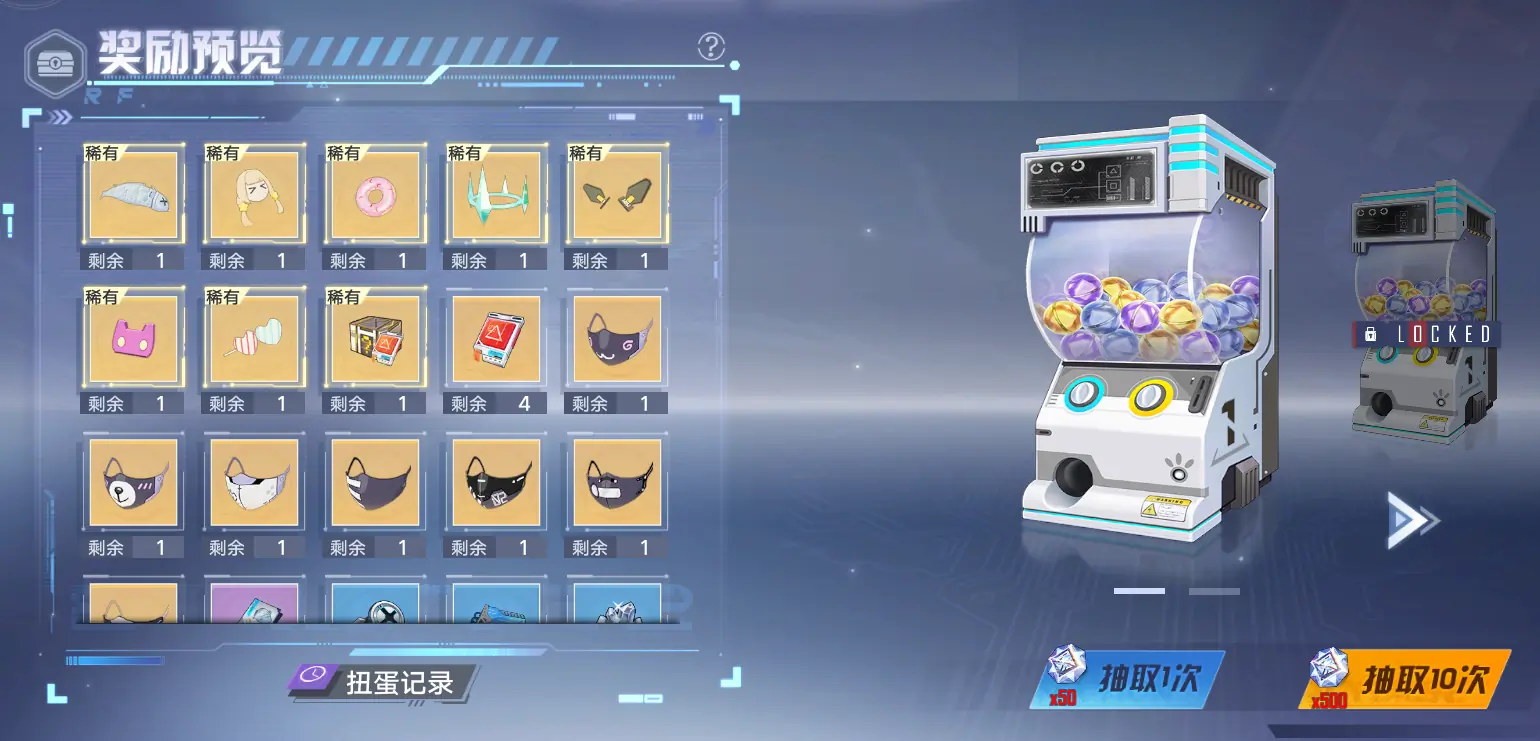 奖励预览
?
R F
稀有 稀有 稀有 稀有 稀有
剩余 1 剩余 1 剩余 1 剩余 1 剩余 1
稀有 稀有 稀有
剩余 1 剩余 1 剩余 1 剩余 4 剩余 1
剩余 1 剩余 1 剩余 1 剩余 1 剩余 1
扭蛋记录
LOCKED
WARNING
x50 抽取1次
x500 抽取10次